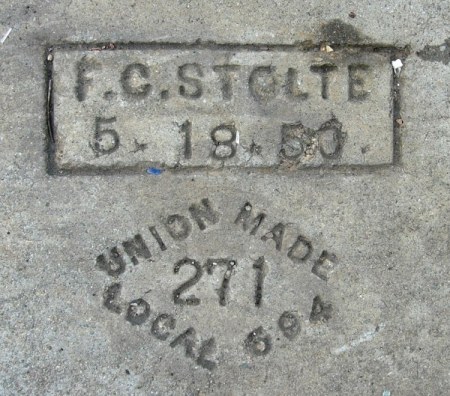 F.C. STOLTE
5 · 18 · 50
UNION MADE
271
LOCAL 594